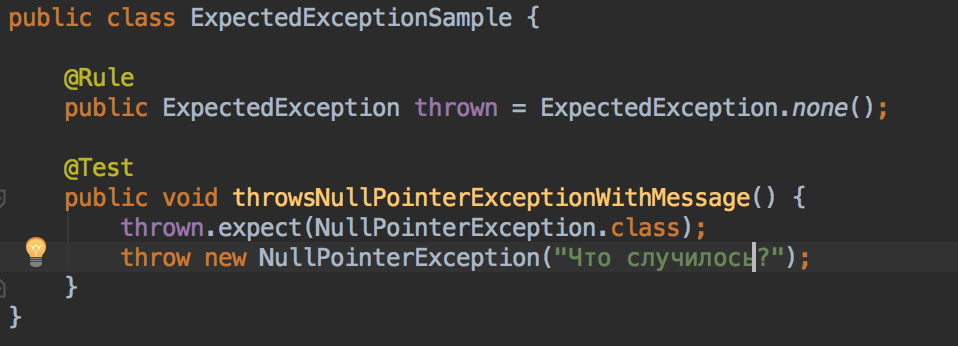 public class ExpectedExceptionSample {
@Rule
public ExpectedException thrown = ExpectedException.none();
@Test
public void throwsNullPointerExceptionWithMessage() {
thrown.expect(NullPointerException.class);
throw new NullPointerException("Что случилось?");
}
}